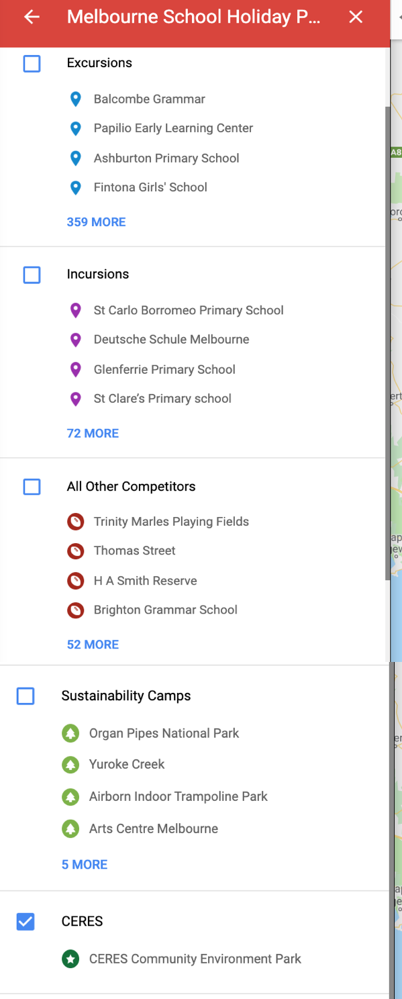 Melbourne School Holiday P...
Excursions
Balcombe Grammar
Papilio Early Learning Center
A8
Ashburton Primary School
Fintona Girls' School
359 MORE
Incursions
St Carlo Borromeo Primary School
Deutsche Schule Melbourne
Glenferrie Primary School
St Clare’s Primary school
72 MORE
All Other Competitors
Trinity Marles Playing Fields
Thomas Street
H A Smith Reserve
Brighton Grammar School
52 MORE
Sustainability Camps
Organ Pipes National Park
Yuroke Creek
Airborn Indoor Trampoline Park
Arts Centre Melbourne
5 MORE
CERES
CERES Community Environment Park